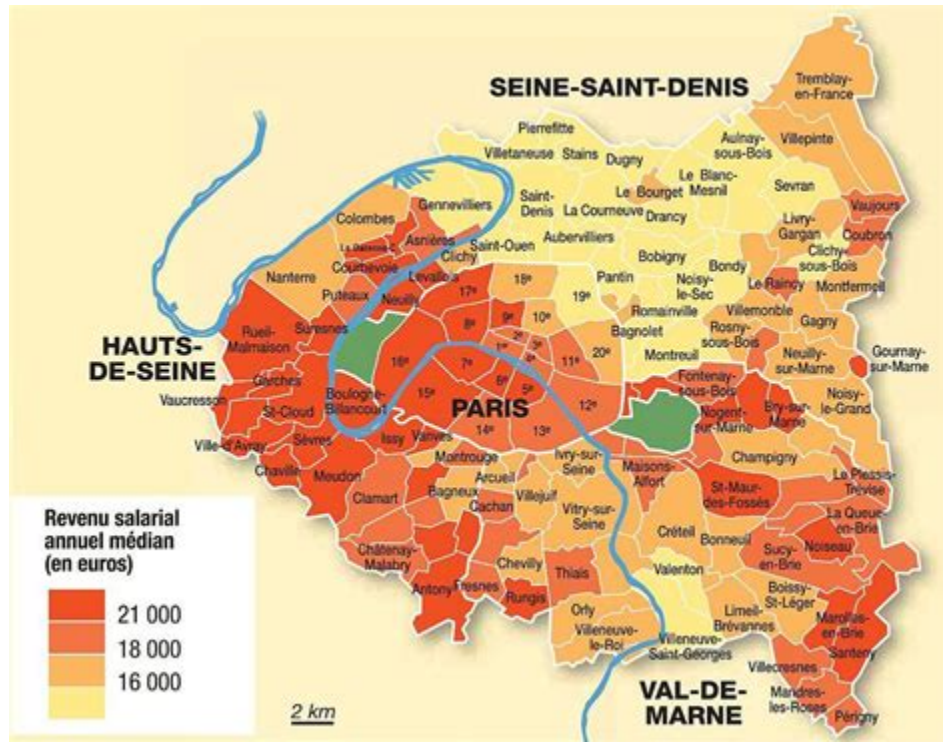 SEINE-SAINT-DENIS
Tremblay-
en-France
Pierrefitte
Villetaneuse
Stains
Dugny
Aulnay-
sous-Bois
Villepinte
Le Bourget
Le Blanc-
Mesnil
Sevran
Saint-
Denis
La Courneuve
Drancy
Vaujours
Gennevilliers
Colombes
Livry-
Gargan
Coubron
Asnières
Saint-Ouen
Aubervilliers
Bobigny
Clichy-
sous-Bois
Clichy
Courbevoie
Levallois
Nanterre
Puteaux
Neuilly
17e
18e
19e
Pantin
Noisy-
le-Sec
Bondy
Le Raincy
Montfermeil
Romainville
Villemonble
Gagny
8e
9e
10e
2e
1er
3e
4e
Bagnolet
Rosny-
sous-Bois
Suresnes
Rueil-
Malmaison
HAUTS-
DE-SEINE
16e
7e
11e
20e
Montreuil
Neuilly-
sur-Marne
Gournay-
sur-Marne
6e
5e
Fontenay-
sous-Bois
Garches
Vaucresson
Boulogne-
Billancourt
15e
PARIS
12e
Nogent-
sur-Marne
Bry-sur-
Marne
Noisy-
le-Grand
St-Cloud
14e
13e
Ville-d'Avray
Sèvres
Issy
Vanves
Montrouge
Ivry-sur-
Seine
Maisons-
Alfort
Champigny
Chaville
Meudon
Arcueil
Le Plessis-
Trévise
Clamart
Bagneux
Cachan
Villejuif
Vitry-sur-
Seine
St-Maur-
des-Fossés
La Queue-
en-Brie
Créteil
Bonneuil
Sucy-
en-Brie
Noiseau
Châtenay-
Malabry
Chevilly
Thiais
Valenton
Antony
Fresnes
Rungis
Boissy-
St-Léger
Orly
Limeil-
Brévannes
Marolles-
en-Brie
Villeneuve-
le-Roi
Villeneuve-
Saint-Georges
Santeny
Villecresnes
VAL-DE-
MARNE
Mandres-
les-Roses
Périgny
Revenu salarial
annuel médian
(en euros)
21 000
18 000
16 000
2 km